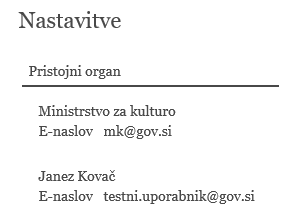 Nastavitve
Pristojni organ
Ministrstvo za kulturo
E-naslov mk@gov.si
Janez Kovač
E-naslov testni.uporabnik@gov.si